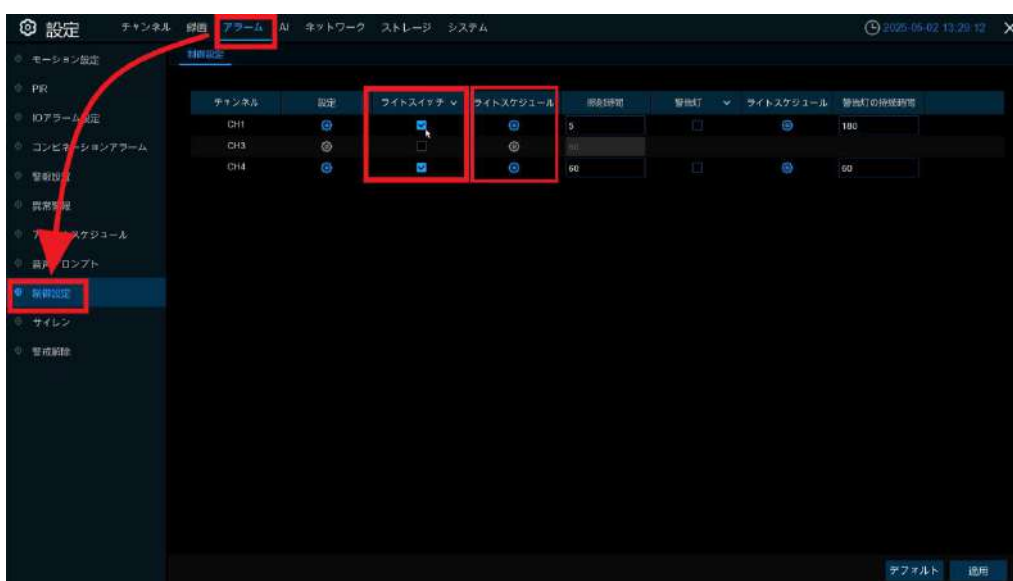 設定 チャンネル 録画 アラーム AI ネットワーク ストレージ システム 2025-05-02 13:29:12
モーション設定 制御設定
PIR
チャンネル 設定 ライトスイッチ ライトスケジュール 照射時間 警告灯 ライトスケジュール 警告灯の持続時間
IOアラーム設定 CH1 5 180
コンビネーションアラーム CH3 60
警報設定 CH4 60 60
異常警報
スケジュール
音声プロンプト
制御設定
サイレン
警戒解除
デフォルト 適用